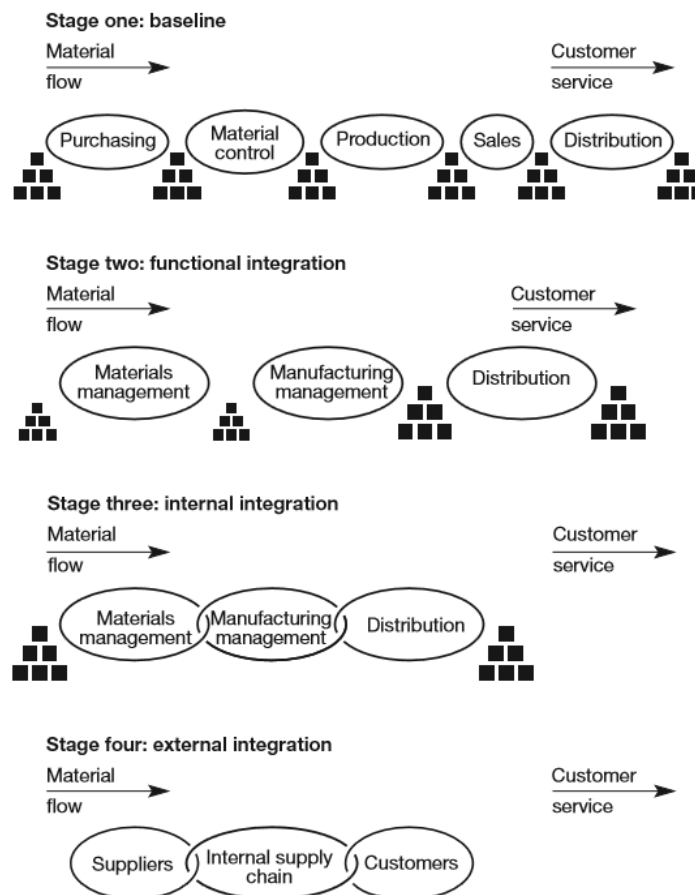 Stage one: baseline
Material
flow
Customer
service
Purchasing
Material
control
Production
Sales
Distribution
Stage two: functional integration
Material
flow
Customer
service
Materials
management
Manufacturing
management
Distribution
Stage three: internal integration
Material
flow
Customer
service
Materials
management
Manufacturing
management
Distribution
Stage four: external integration
Material
flow
Customer
service
Suppliers
Internal supply
chain
Customers